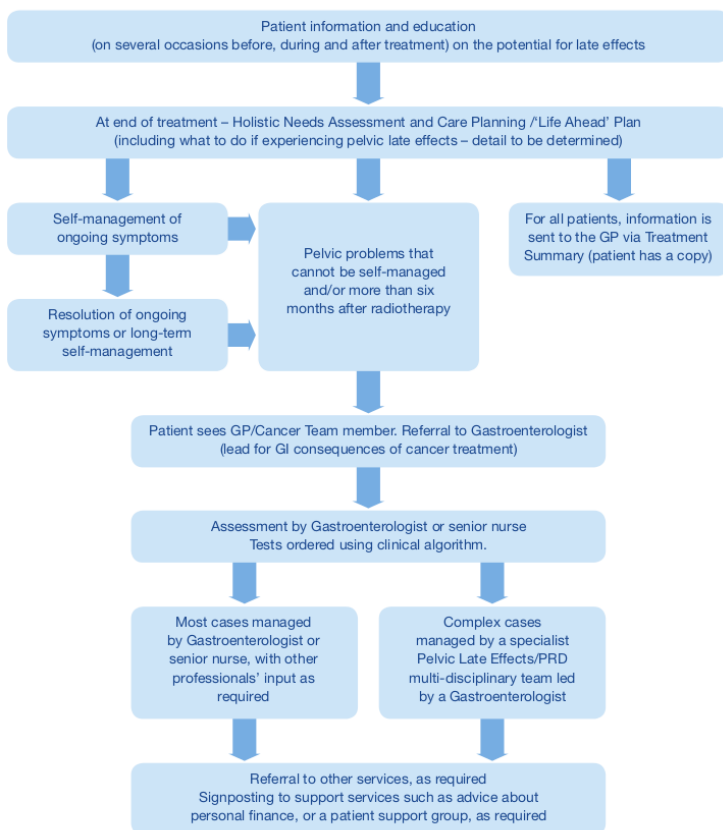 Patient information and education
(on several occasions before, during and after treatment) on the potential for late effects
At end of treatment – Holistic Needs Assessment and Care Planning /‘Life Ahead’ Plan
(including what to do if experiencing pelvic late effects – detail to be determined)
Self-management of
ongoing symptoms
Resolution of ongoing
symptoms or long-term
self-management
Pelvic problems that
cannot be self-managed
and/or more than six
months after radiotherapy
For all patients, information is
sent to the GP via Treatment
Summary (patient has a copy)
Patient sees GP/Cancer Team member. Referral to Gastroenterologist
(lead for GI consequences of cancer treatment)
Assessment by Gastroenterologist or senior nurse
Tests ordered using clinical algorithm.
Most cases managed
by Gastroenterologist or
senior nurse, with other
professionals’ input as
required
Complex cases
managed by a specialist
Pelvic Late Effects/PRD
multi-disciplinary team led
by a Gastroenterologist
Referral to other services, as required
Signposting to support services such as advice about
personal finance, or a patient support group, as required